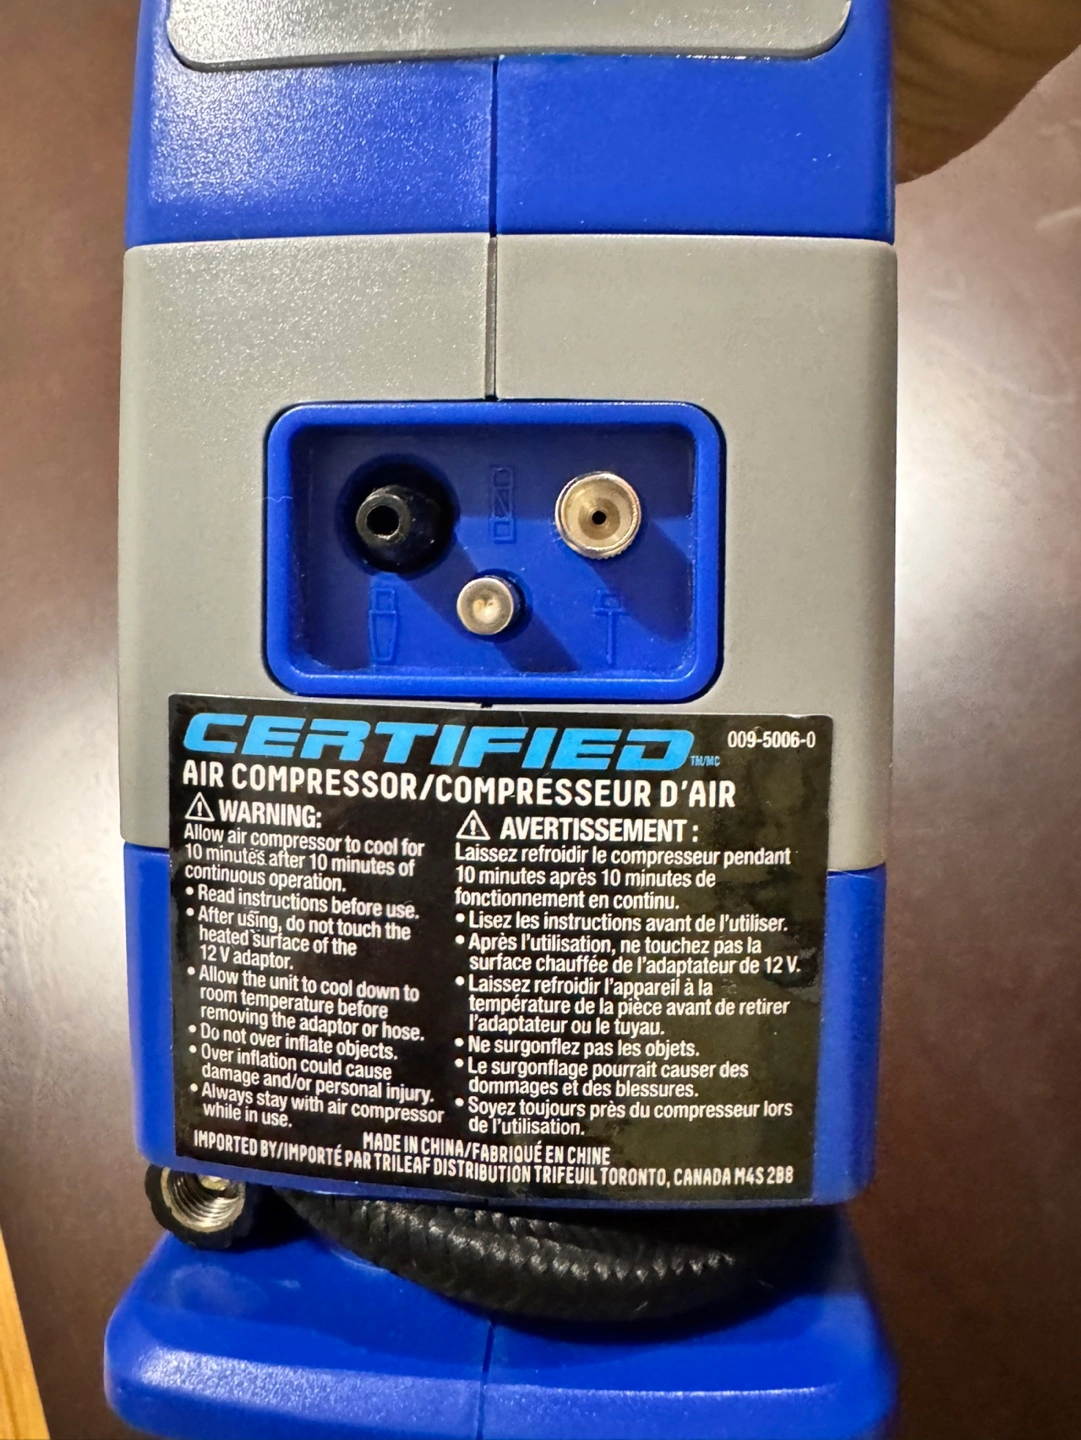 CERTIFIED TM/MC 009-5006-0
AIR COMPRESSOR/COMPRESSEUR D'AIR
WARNING:
Allow air compressor to cool for
10 minutes after 10 minutes of
continuous operation.
• Read instructions before use.
• After using, do not touch the
heated surface of the
12 V adaptor.
• Allow the unit to cool down to
room temperature before
removing the adaptor or hose.
• Do not over inflate objects.
• Over inflation could cause
damage and/or personal injury.
• Always stay with air compressor
while in use.
AVERTISSEMENT :
Laissez refroidir le compresseur pendant
10 minutes après 10 minutes de
fonctionnement en continu.
• Lisez les instructions avant de l'utiliser.
• Après l'utilisation, ne touchez pas la
surface chauffée de l'adaptateur de 12 V.
• Laissez refroidir l'appareil à la
température de la pièce avant de retirer
l'adaptateur ou le tuyau.
• Ne surgonflez pas les objets.
• Le surgonflage pourrait causer des
dommages et des blessures.
• Soyez toujours près du compresseur lors
de l'utilisation.
MADE IN CHINA/FABRIQUÉ EN CHINE
IMPORTED BY/IMPORTÉ PAR TRILEAF DISTRIBUTION TRIFEUIL TORONTO, CANADA M4S 2B8